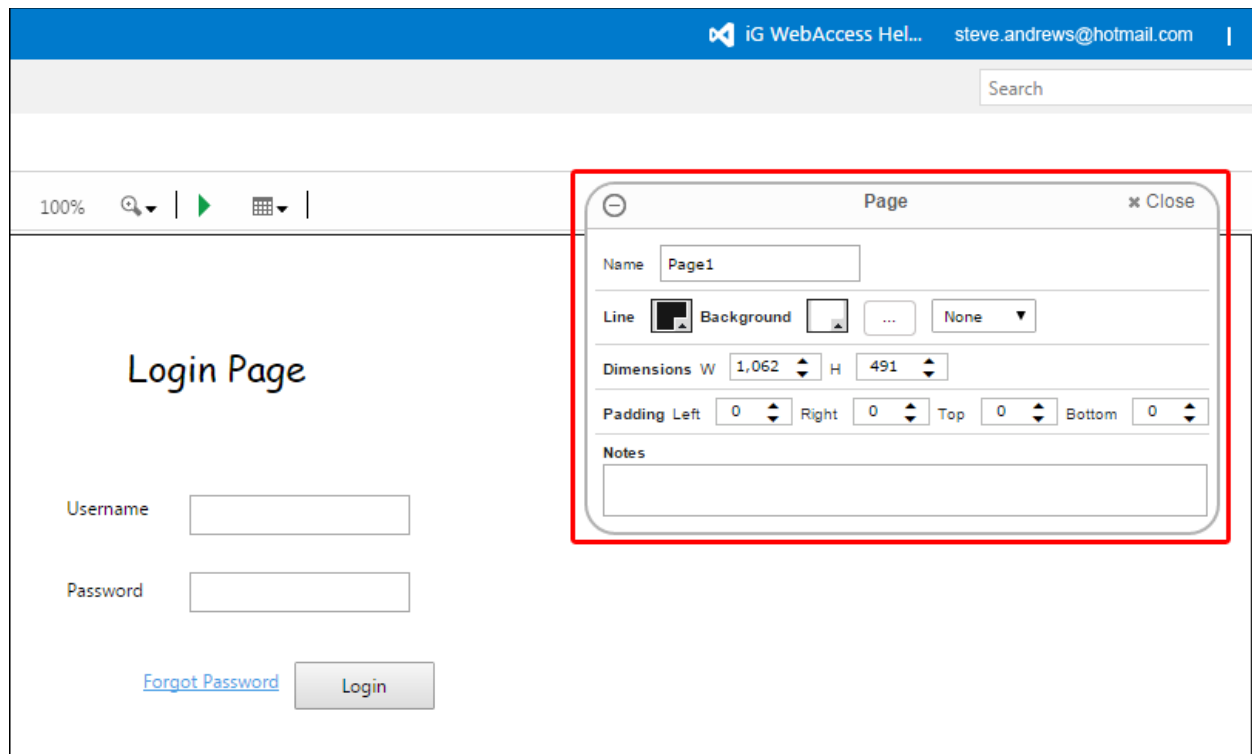 iG WebAccess Hel... steve.andrews@hotmail.com |
Search
100%
Page
Close
Name Page1
Line Background ... None
Dimensions W 1,062 H 491
Padding Left 0 Right 0 Top 0 Bottom 0
Notes
Login Page
Username
Password
Forgot Password Login